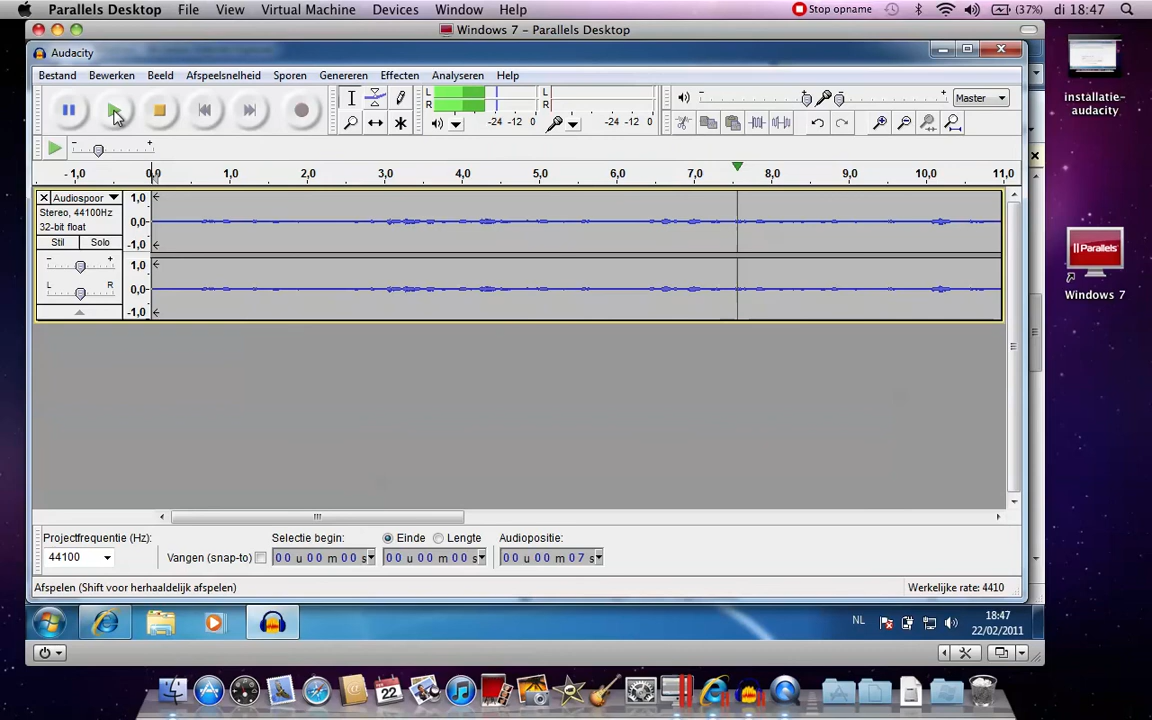 Parallels Desktop File View Virtual Machine Devices Window Help Stop opname (37%) di 18:47
Windows 7 - Parallels Desktop
Audacity
Bestand Bewerken Beeld Afspeelsnelheid Sporen Genereren Effecten Analyseren Help
L
R -24 -12 0
L
R -24 -12 0
Master
- +
-1,0 0,0 1,0 2,0 3,0 4,0 5,0 6,0 7,0 8,0 9,0 10,0 11,0
Audiospoor
Stereo, 44100Hz
32-bit float
Stil Solo
- +
L R
1,0
0,0
-1,0
1,0
0,0
-1,0
Projectfrequentie (Hz): Selectie begin: Einde Lengte Audiopositie:
44100 Vangen (snap-to) 00 u 00 m 00 s 00 u 00 m 00 s 00 u 00 m 07 s
Afspelen (Shift voor herhaaldelijk afspelen) Werkelijke rate: 4410
NL 18:47
22/02/2011
installatie-
audacity
Parallels
Windows 7
22